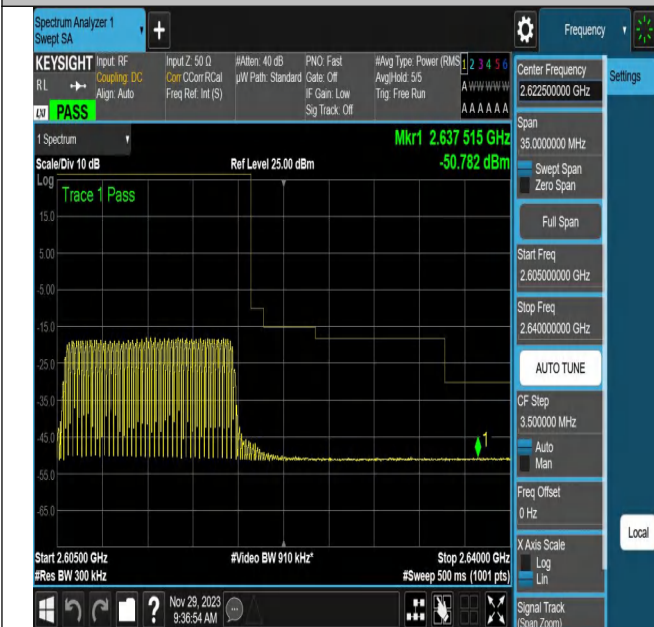 Spectrum Analyzer 1
Swept SA
Frequency
KEYSIGHT
RL
LXI
PASS
Input: RF
Coupling: DC
Align: Auto
Input Z: 50 Ω
Corr CCorr RCal
Freq Ref: Int (S)
#Atten: 40 dB
µW Path: Standard
PNO: Fast
Gate: Off
IF Gain: Low
Sig Track: Off
#Avg Type: Power (RMS
Avg|Hold: 5/5
Trig: Free Run
1 2 3 4 5 6
A W W W W W
A A A A A A
1 Spectrum
Scale/Div 10 dB
Ref Level 25.00 dBm
Mkr1 2.637 515 GHz
-50.782 dBm
Log
Trace 1 Pass
15.0
5.00
-5.00
-15.0
-25.0
-35.0
-45.0
-55.0
-65.0
1
Start 2.60500 GHz
#Res BW 300 kHz
#Video BW 910 kHz*
Stop 2.64000 GHz
#Sweep 500 ms (1001 pts)
?
Nov 29, 2023
9:36:54 AM
Center Frequency
2.622500000 GHz
Settings
Span
35.0000000 MHz
Swept Span
Zero Span
Full Span
Start Freq
2.605000000 GHz
Stop Freq
2.640000000 GHz
AUTO TUNE
CF Step
3.500000 MHz
Auto
Man
Freq Offset
0 Hz
Local
X Axis Scale
Log
Lin
Signal Track
(Span Zoom)